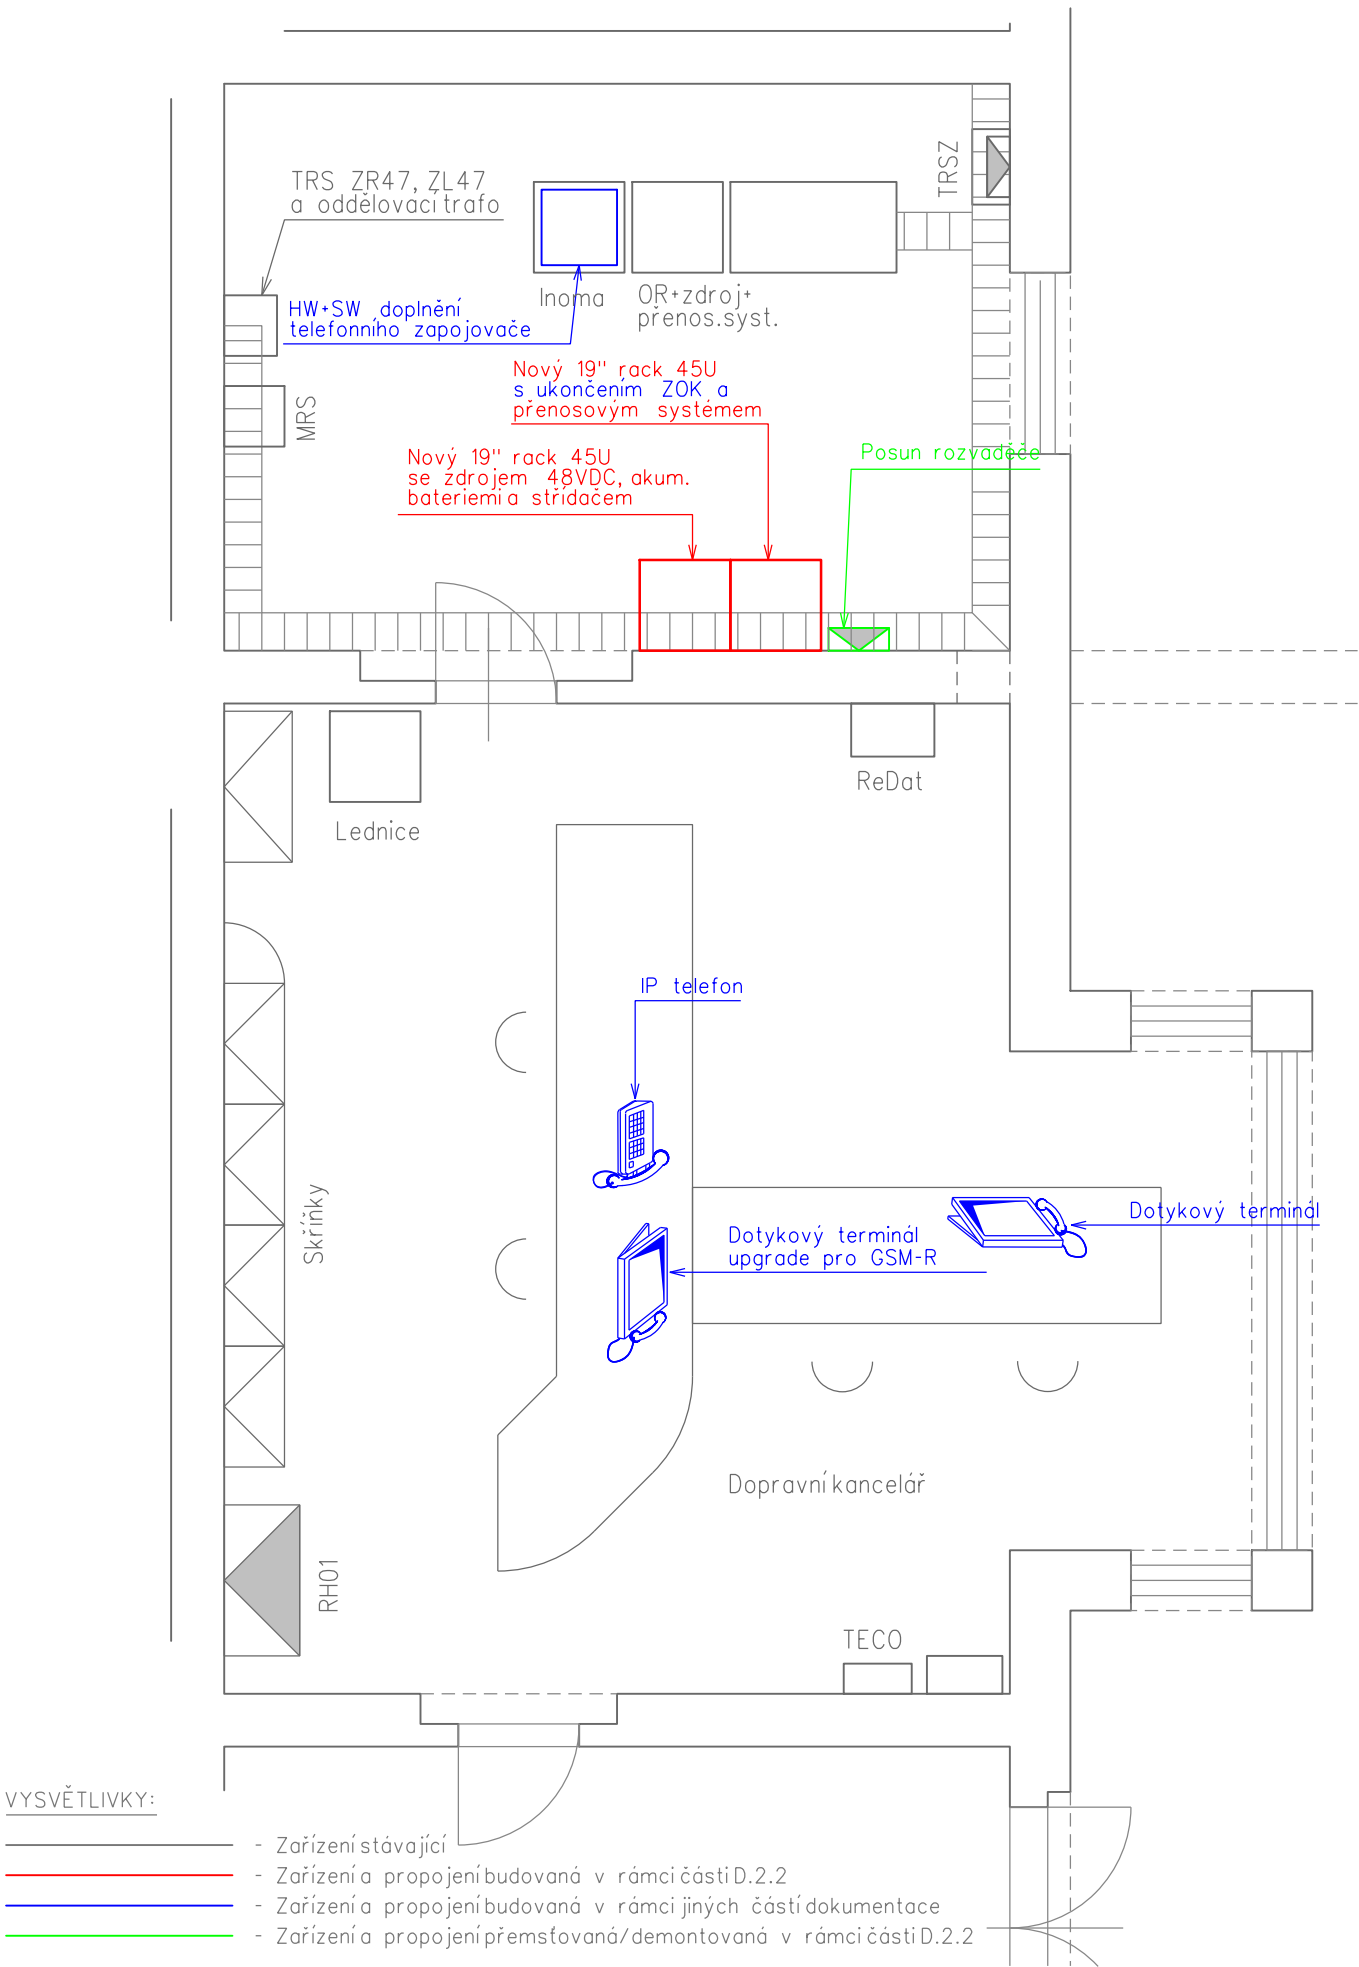 TRSZ
TRS ZR47, ZL47
a oddělovací trafo
Inoma
OR+zdroj+
přenos.syst.
HW+SW doplnění
telefonního zapojovače
MRS
Nový 19" rack 45U
s ukončením ZOK a
přenosovým systémem
Posun rozvaděče
Nový 19" rack 45U
se zdrojem 48VDC, akum.
bateriemi a střídačem
ReDat
Lednice
IP telefon
Skříňky
Dotykový terminál
Dotykový terminál
upgrade pro GSM-R
Dopravní kancelář
RH01
TECO
VYSVĚTLIVKY:
- Zařízení stávající
- Zařízení a propojení budovaná v rámci části D.2.2
- Zařízení a propojení budovaná v rámci jiných částí dokumentace
- Zařízení a propojení přemsťovaná/demontovaná v rámci části D.2.2